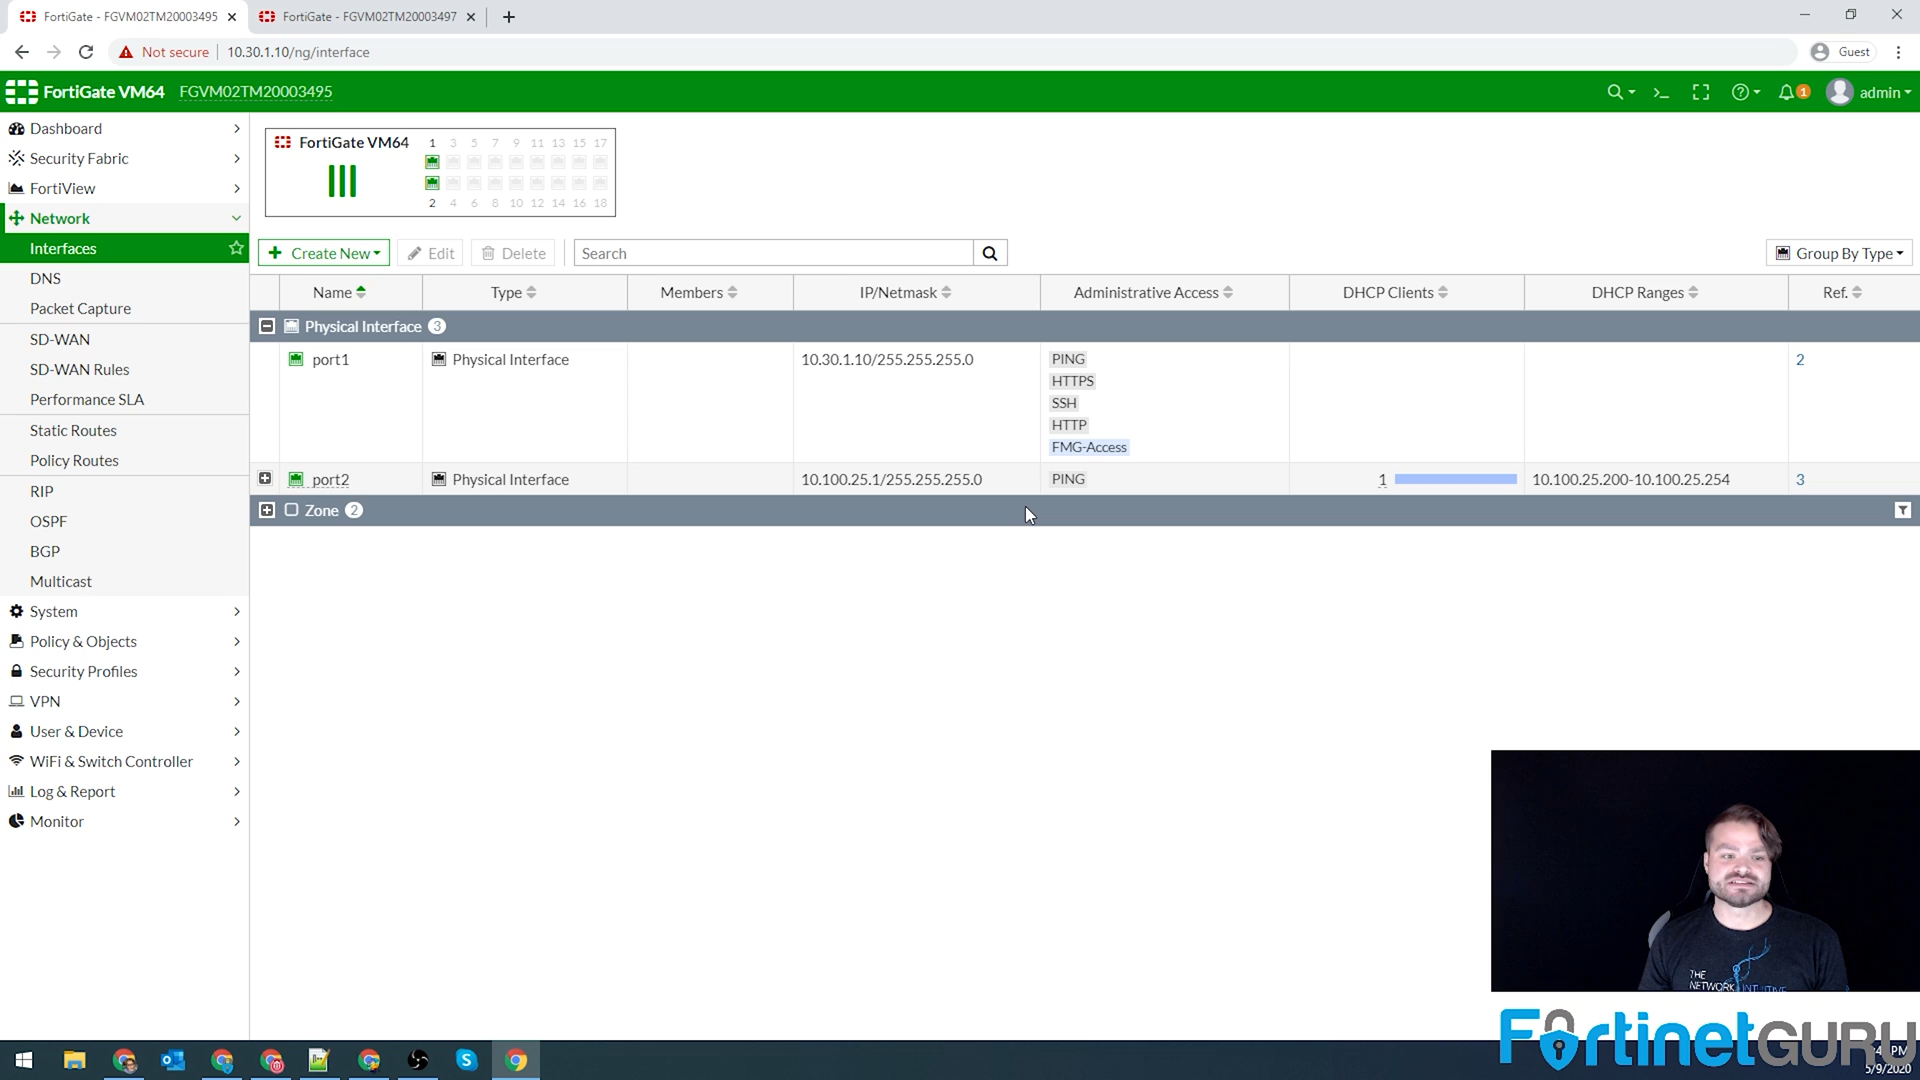 FortiGate - FGVM02TM20003495
FortiGate - FGVM02TM20003497
Not secure
10.30.1.10/ng/interface
Guest
FortiGate VM64 FGVM02TM20003495
1
admin
Dashboard
Security Fabric
FortiView
Network
Interfaces
DNS
Packet Capture
SD-WAN
SD-WAN Rules
Performance SLA
Static Routes
Policy Routes
RIP
OSPF
BGP
Multicast
System
Policy & Objects
Security Profiles
VPN
User & Device
WiFi & Switch Controller
Log & Report
Monitor
FortiGate VM64
1 3 5 7 9 11 13 15 17
2 4 6 8 10 12 14 16 18
Create New
Edit
Delete
Search
Group By Type
Name Type Members IP/Netmask Administrative Access DHCP Clients DHCP Ranges Ref.
Physical Interface 3
port1 Physical Interface 10.30.1.10/255.255.255.0 PING 2
HTTPS
SSH
HTTP
FMG-Access
port2 Physical Interface 10.100.25.1/255.255.255.0 PING 1 10.100.25.200-10.100.25.254 3
Zone 2
THE
NETWORK INTUITIVE
FortinetGURU
PM
5/9/2020